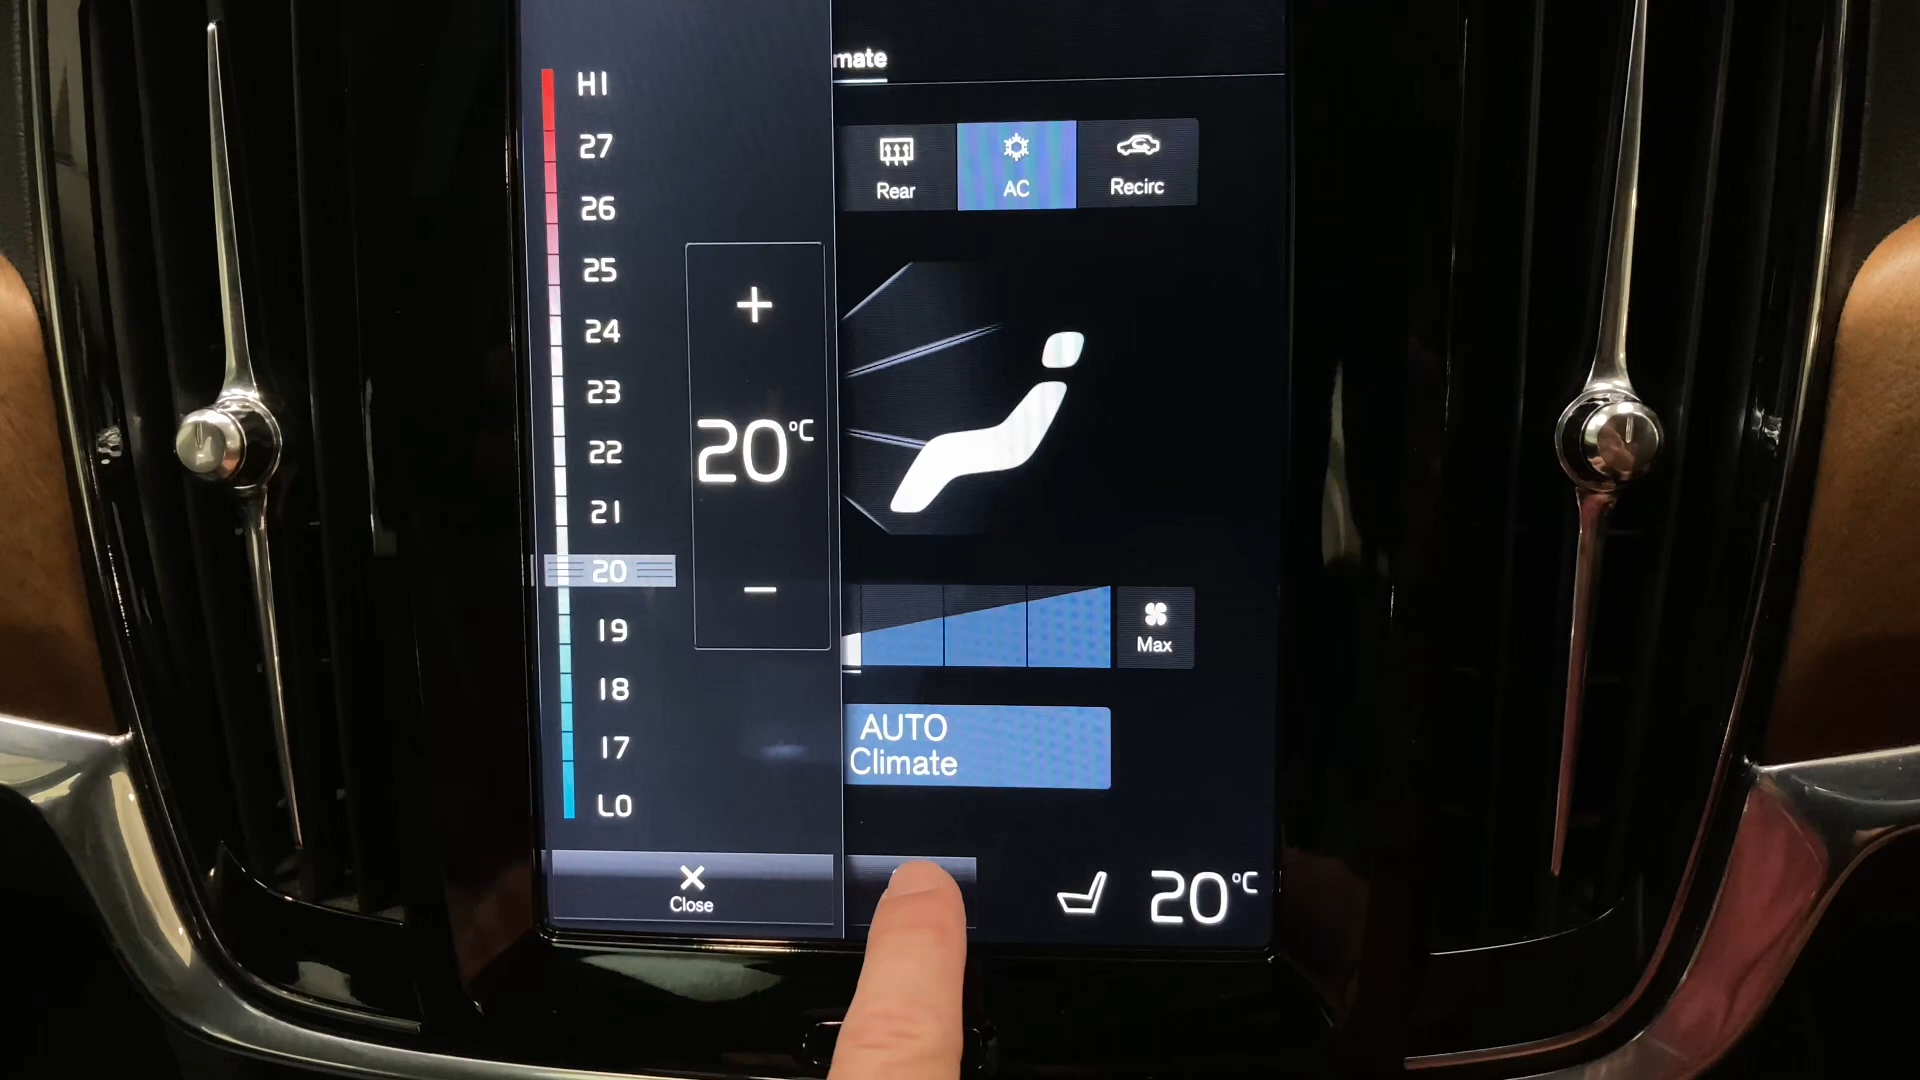 mate
HI
27
26
25
24
23
22
21
20
19
18
17
LO
+
20°C
−
Close
Rear
AC
Recirc
Max
AUTO
Climate
20°C